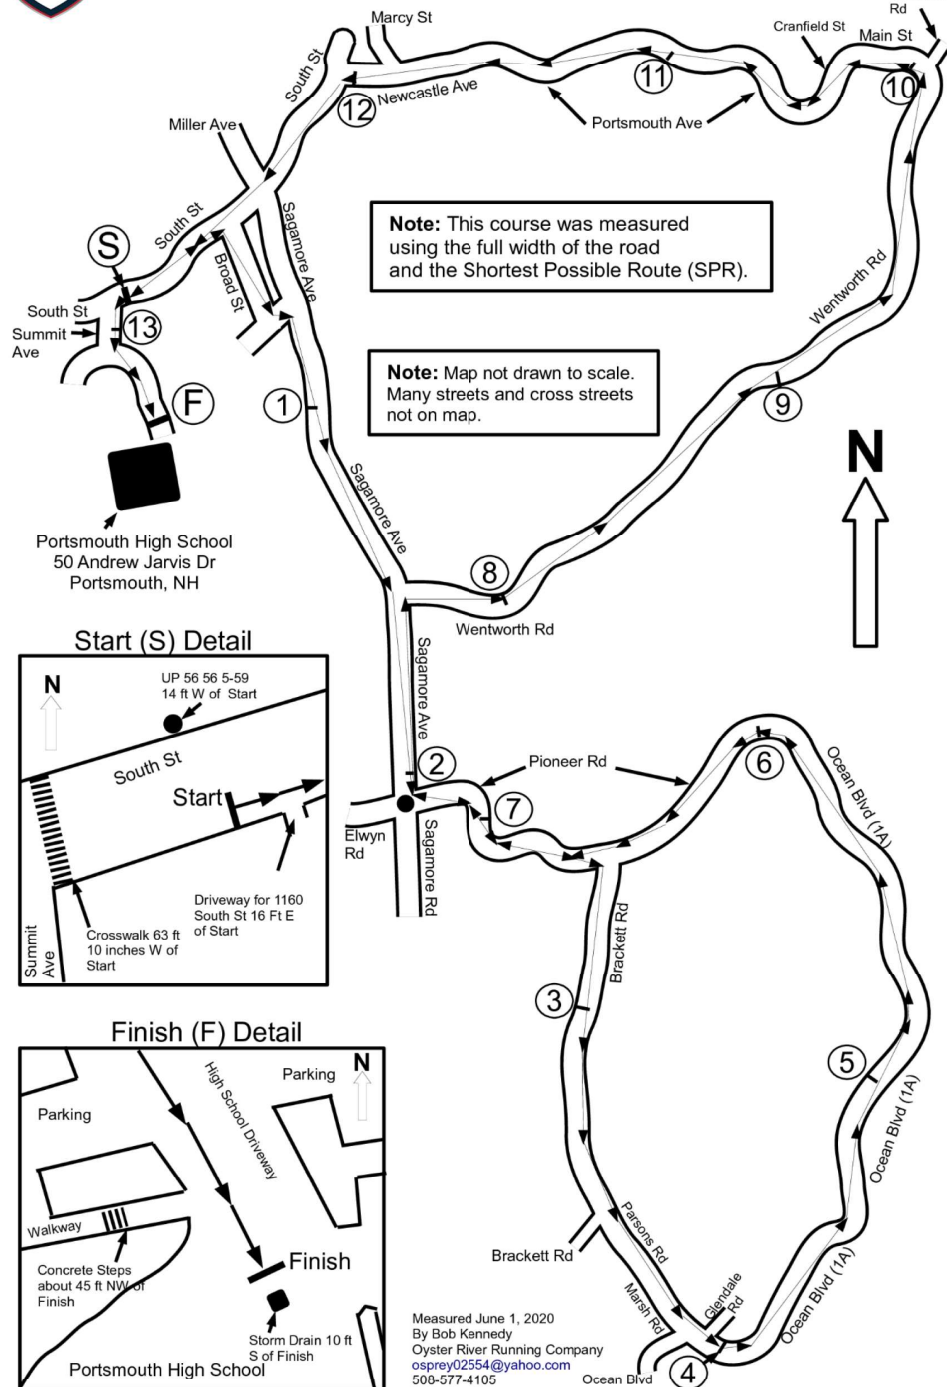 Rd
Marcy St
Cranfield St
Main St
South St
11
10
12
Newcastle Ave
Portsmouth Ave
Miller Ave
South St
Sagamore Ave
Note: This course was measured
using the full width of the road
and the Shortest Possible Route (SPR).
S
Broad St
Wentworth Rd
South St
13
Summit
Ave
F
1
Note: Map not drawn to scale.
Many streets and cross streets
not on map.
9
N
Sagamore Ave
Portsmouth High School
50 Andrew Jarvis Dr
Portsmouth, NH
8
Wentworth Rd
Start (S) Detail
N
UP 56 56 5-59
14 ft W of Start
South St
Start
Driveway for 1160
South St 16 Ft E
of Start
Crosswalk 63 ft
10 inches W of
Start
Summit
Ave
Sagamore Ave
2
Pioneer Rd
6
7
Elwyn
Rd
Sagamore Rd
Ocean Blvd (1A)
Brackett Rd
3
5
Ocean Blvd (1A)
Parsons Rd
Brackett Rd
Marsh Rd
Glendale
Rd
Ocean Blvd (1A)
4
Ocean Blvd
Finish (F) Detail
N
Parking
High School Driveway
Parking
Walkway
Concrete Steps
about 45 ft NW of
Finish
Finish
Storm Drain 10 ft
S of Finish
Portsmouth High School
Measured June 1, 2020
By Bob Kennedy
Oyster River Running Company
osprey02554@yahoo.com
508-577-4105